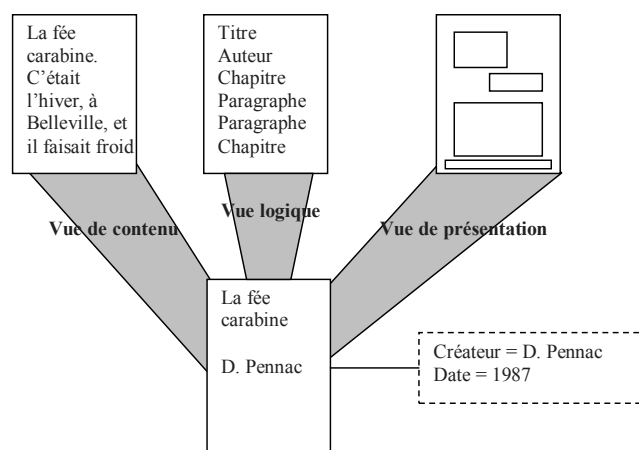 La fée
carabine.
C’était
l’hiver, à
Belleville, et
il faisait froid
Titre
Auteur
Chapitre
Paragraphe
Paragraphe
Chapitre
Vue de contenu
Vue logique
Vue de présentation
La fée
carabine
D. Pennac
Créateur = D. Pennac
Date = 1987